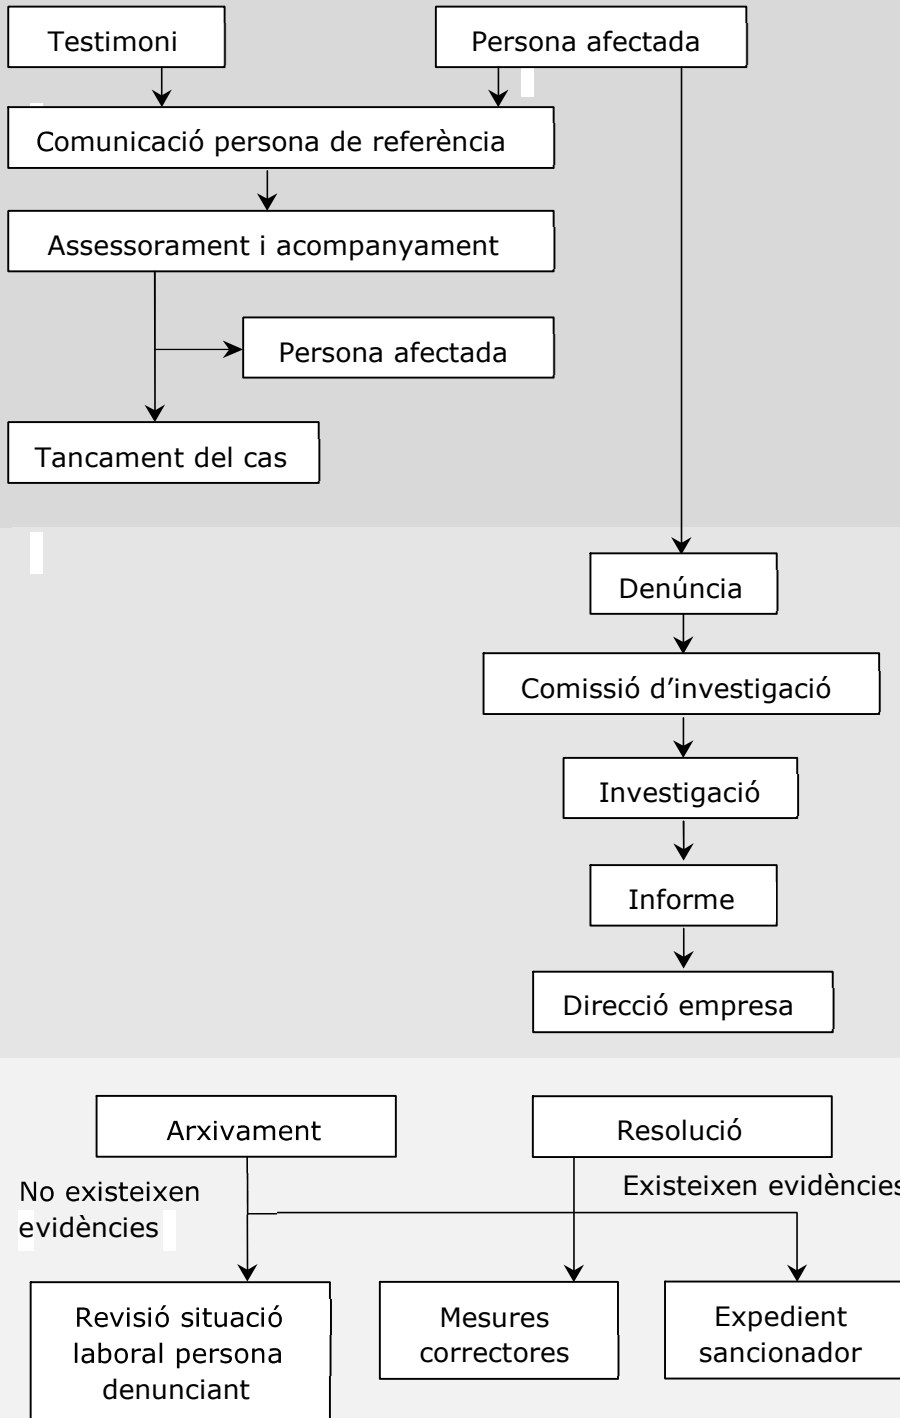 Testimoni
Persona afectada
Comunicació persona de referència
Assessorament i acompanyament
Persona afectada
Tancament del cas
Denúncia
Comissió d’investigació
Investigació
Informe
Direcció empresa
Arxivament
Resolució
No existeixen
evidències
Existeixen evidències
Revisió situació
laboral persona
denunciant
Mesures
correctores
Expedient
sancionador